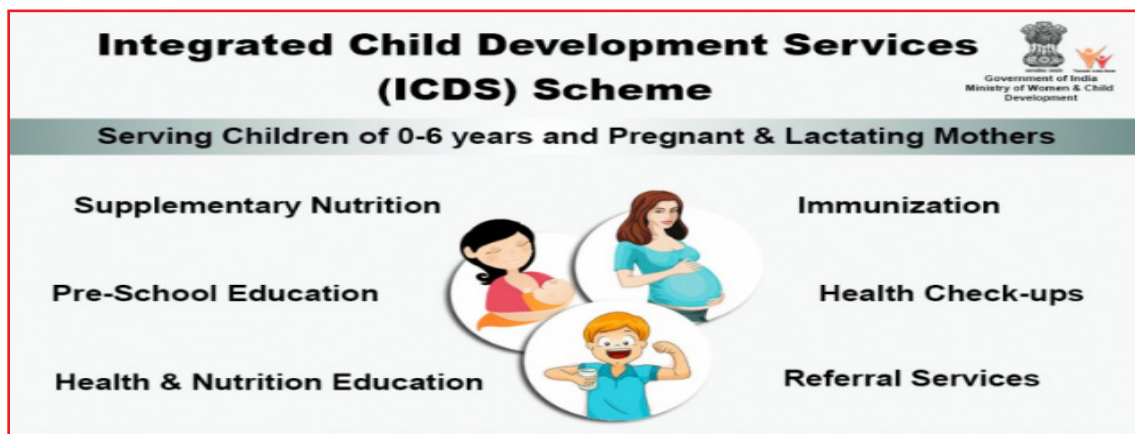 Integrated Child Development Services
(ICDS) Scheme
Government of India
Ministry of Women & Child
Development
Serving Children of 0-6 years and Pregnant & Lactating Mothers
Supplementary Nutrition
Pre-School Education
Health & Nutrition Education
Immunization
Health Check-ups
Referral Services